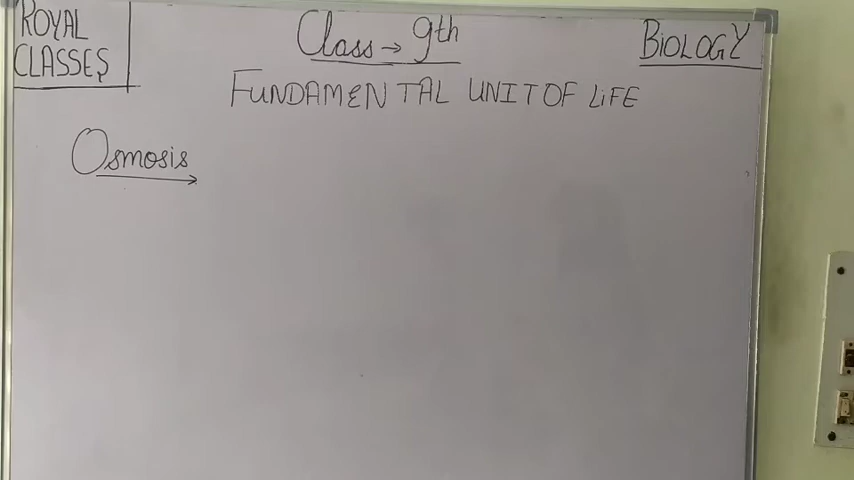 ROYAL
CLASSES
Class → 9th
BiOLOGY
FUNDAMENTAL UNIT OF LiFE
Osmosis